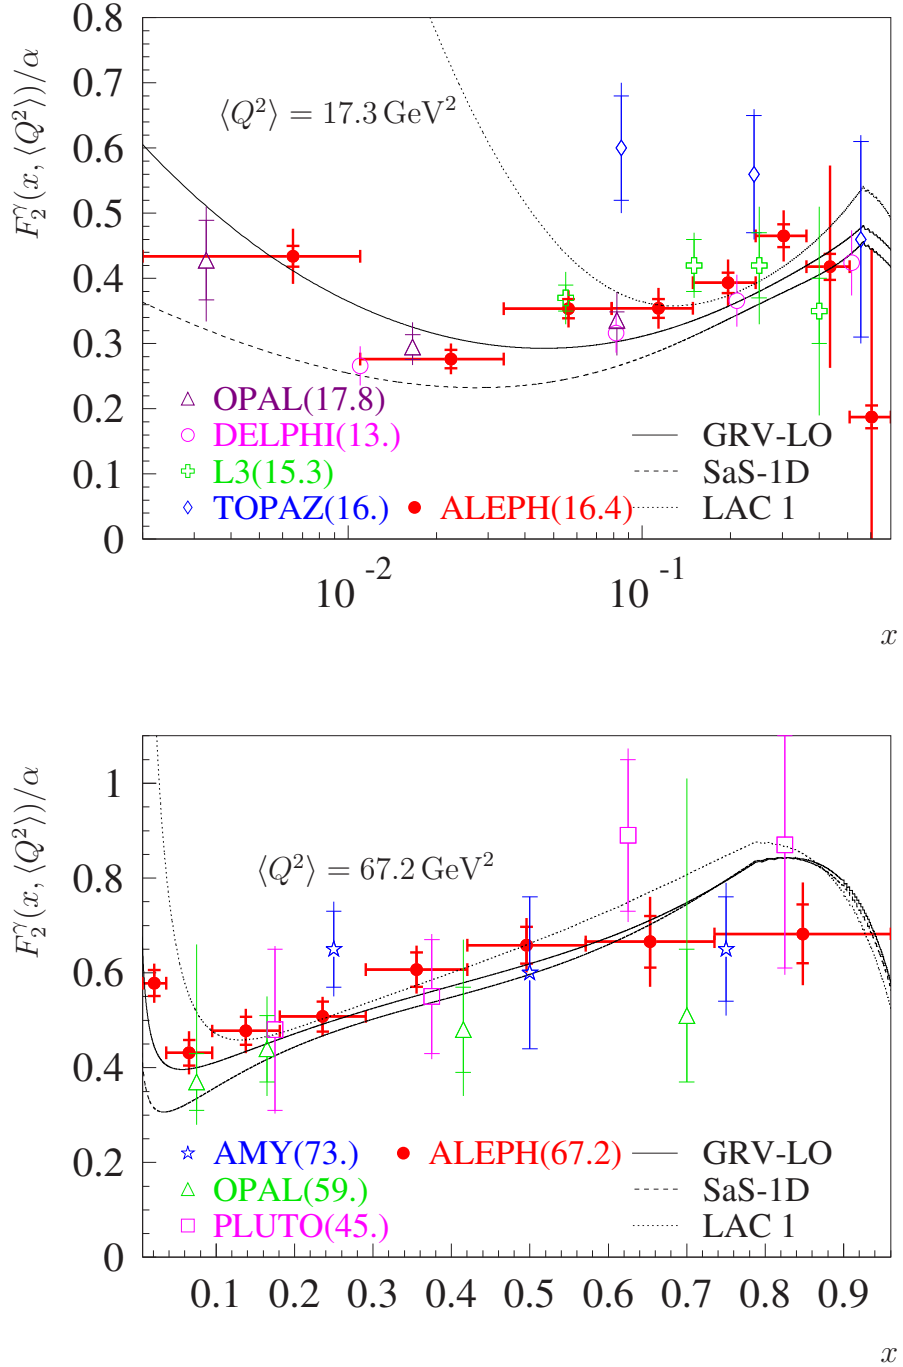 F₂^γ(x, ⟨Q²⟩)/α
0.8
0.7
0.6
0.5
0.4
0.3
0.2
0.1
0
⟨Q²⟩ = 17.3 GeV²
OPAL(17.8)
DELPHI(13.)
L3(15.3)
TOPAZ(16.) ALEPH(16.4)
GRV-LO
SaS-1D
LAC 1
10⁻² 10⁻¹
x
F₂^γ(x, ⟨Q²⟩)/α
1
0.8
0.6
0.4
0.2
0
⟨Q²⟩ = 67.2 GeV²
AMY(73.) ALEPH(67.2)
OPAL(59.)
PLUTO(45.)
GRV-LO
SaS-1D
LAC 1
0.1 0.2 0.3 0.4 0.5 0.6 0.7 0.8 0.9
x